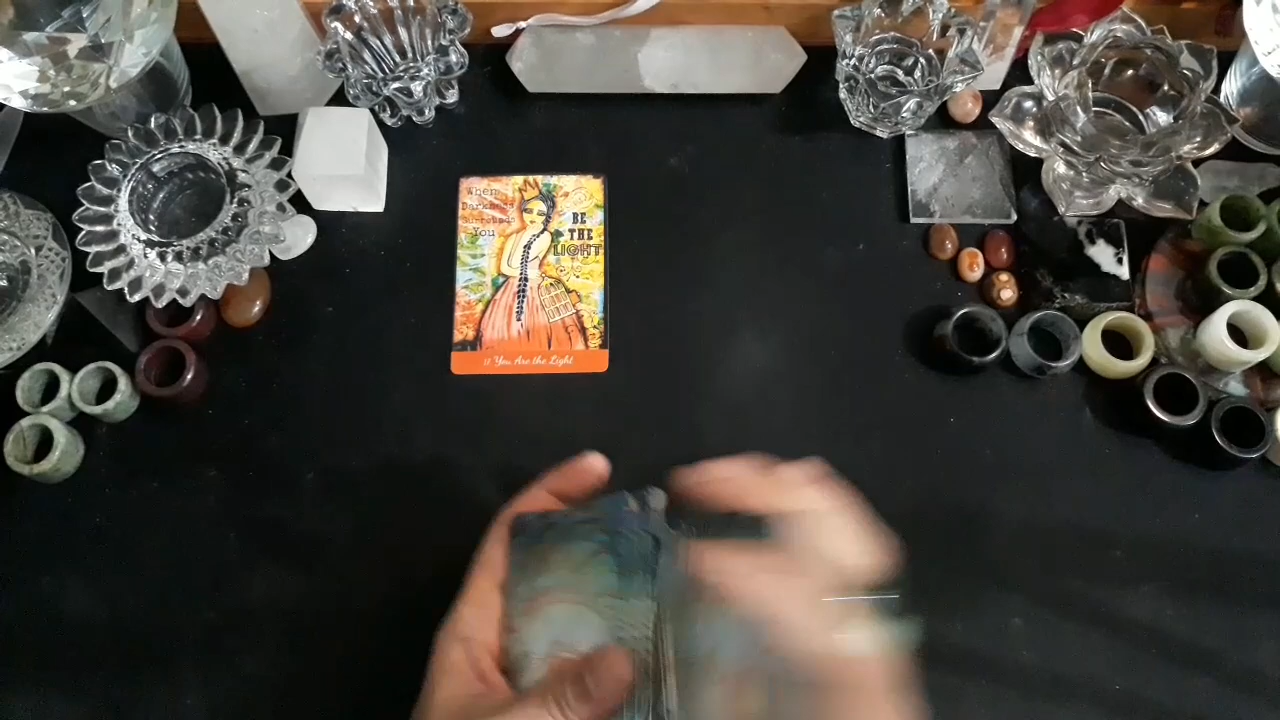 When
Darkness
Surrounds
You
BE
THE
LIGHT
You Are the Light